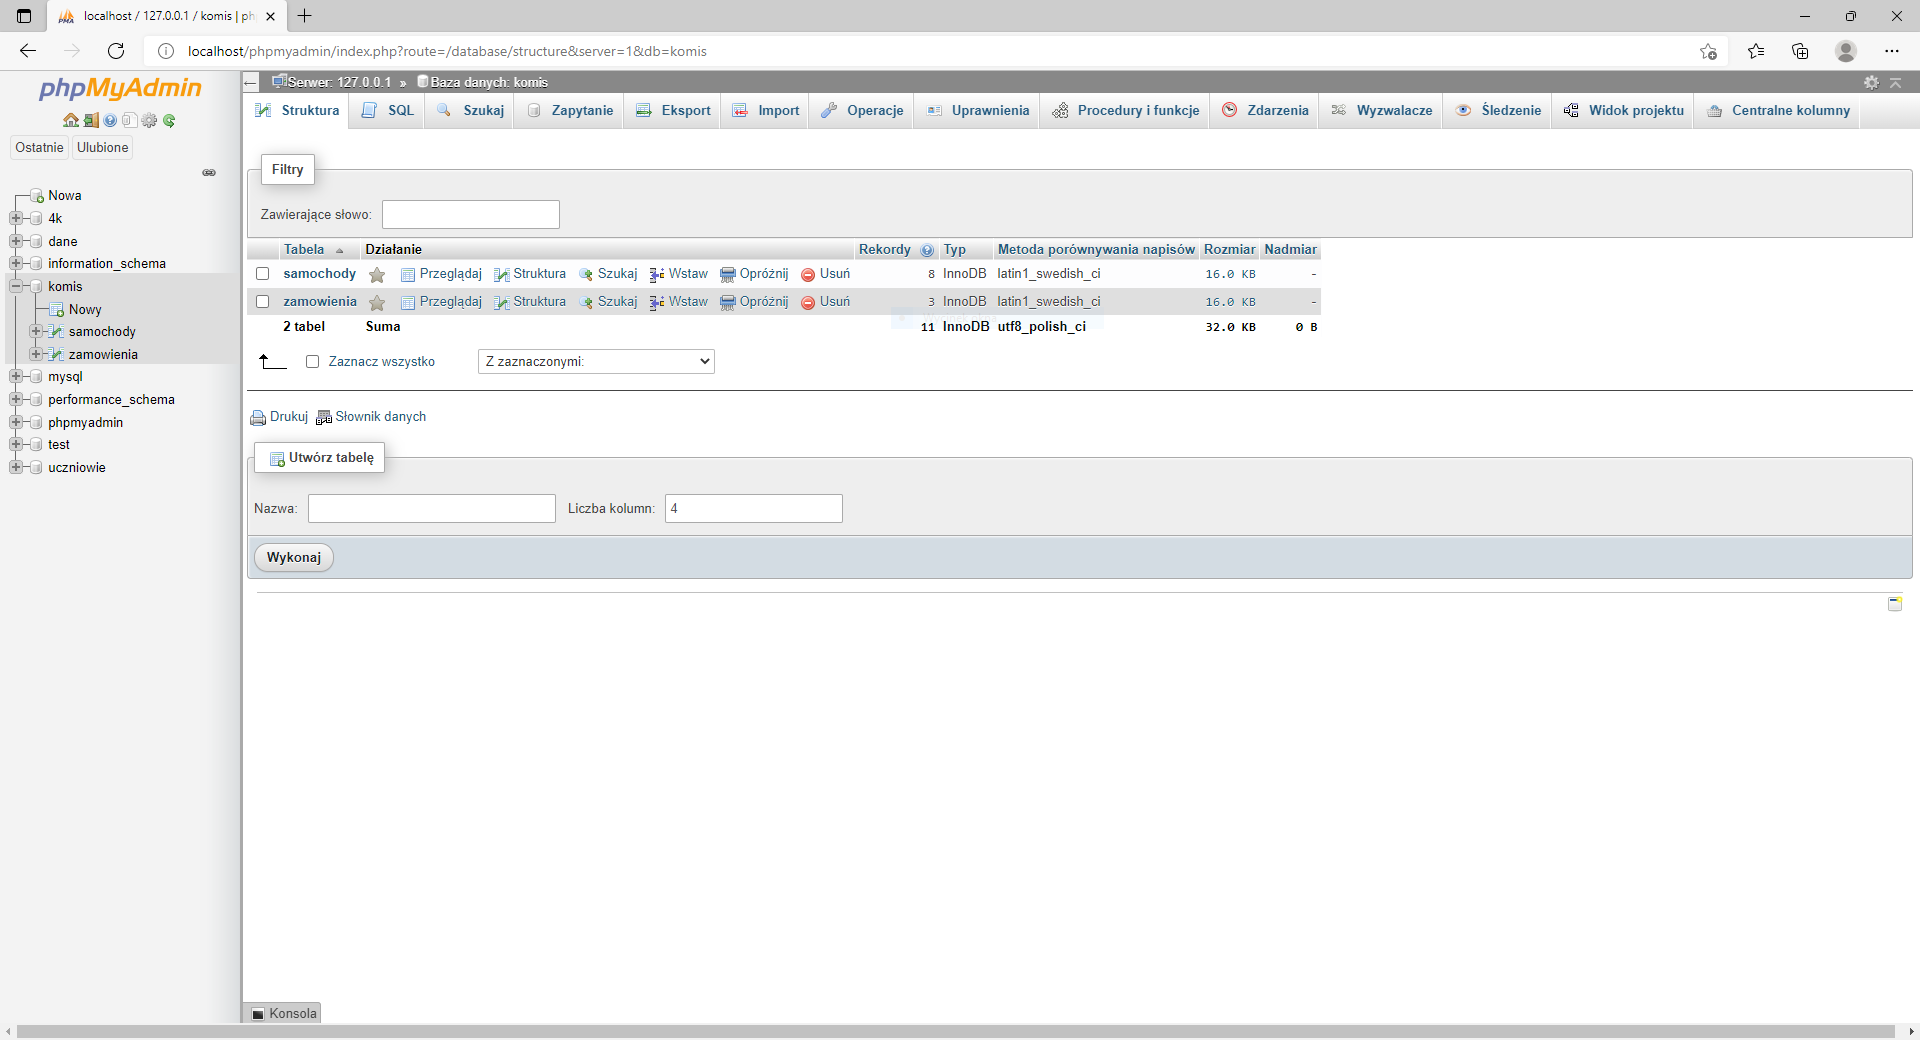 localhost / 127.0.0.1 / komis | ph
localhost/phpmyadmin/index.php?route=/database/structure&server=1&db=komis
phpMyAdmin
Ostatnie
Ulubione
Nowa
4k
dane
information_schema
komis
Nowy
samochody
zamowienia
mysql
performance_schema
phpmyadmin
test
uczniowie
Serwer: 127.0.0.1 » Baza danych: komis
Struktura SQL Szukaj Zapytanie Eksport Import Operacje Uprawnienia Procedury i funkcje Zdarzenia Wyzwalacze Śledzenie Widok projektu Centralne kolumny
Filtry
Zawierające słowo:
Tabela Działanie Rekordy Typ Metoda porównywania napisów Rozmiar Nadmiar
samochody Przeglądaj Struktura Szukaj Wstaw Opróżnij Usuń 8 InnoDB latin1_swedish_ci 16.0 KB -
zamowienia Przeglądaj Struktura Szukaj Wstaw Opróżnij Usuń 3 InnoDB latin1_swedish_ci 16.0 KB -
2 tabel Suma 11 InnoDB utf8_polish_ci 32.0 KB 0 B
Zaznacz wszystko Z zaznaczonymi:
Drukuj Słownik danych
Utwórz tabelę
Nazwa: Liczba kolumn: 4
Wykonaj
Konsola